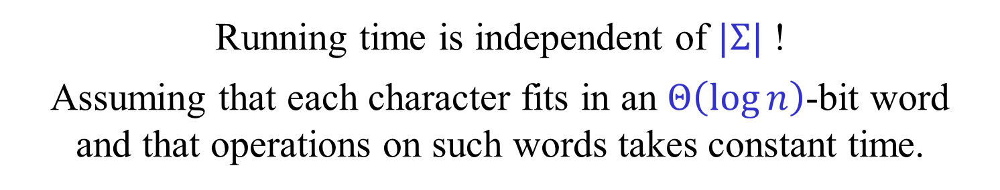 Running time is independent of |Σ| !
Assuming that each character fits in an Θ(log n)-bit word
and that operations on such words takes constant time.